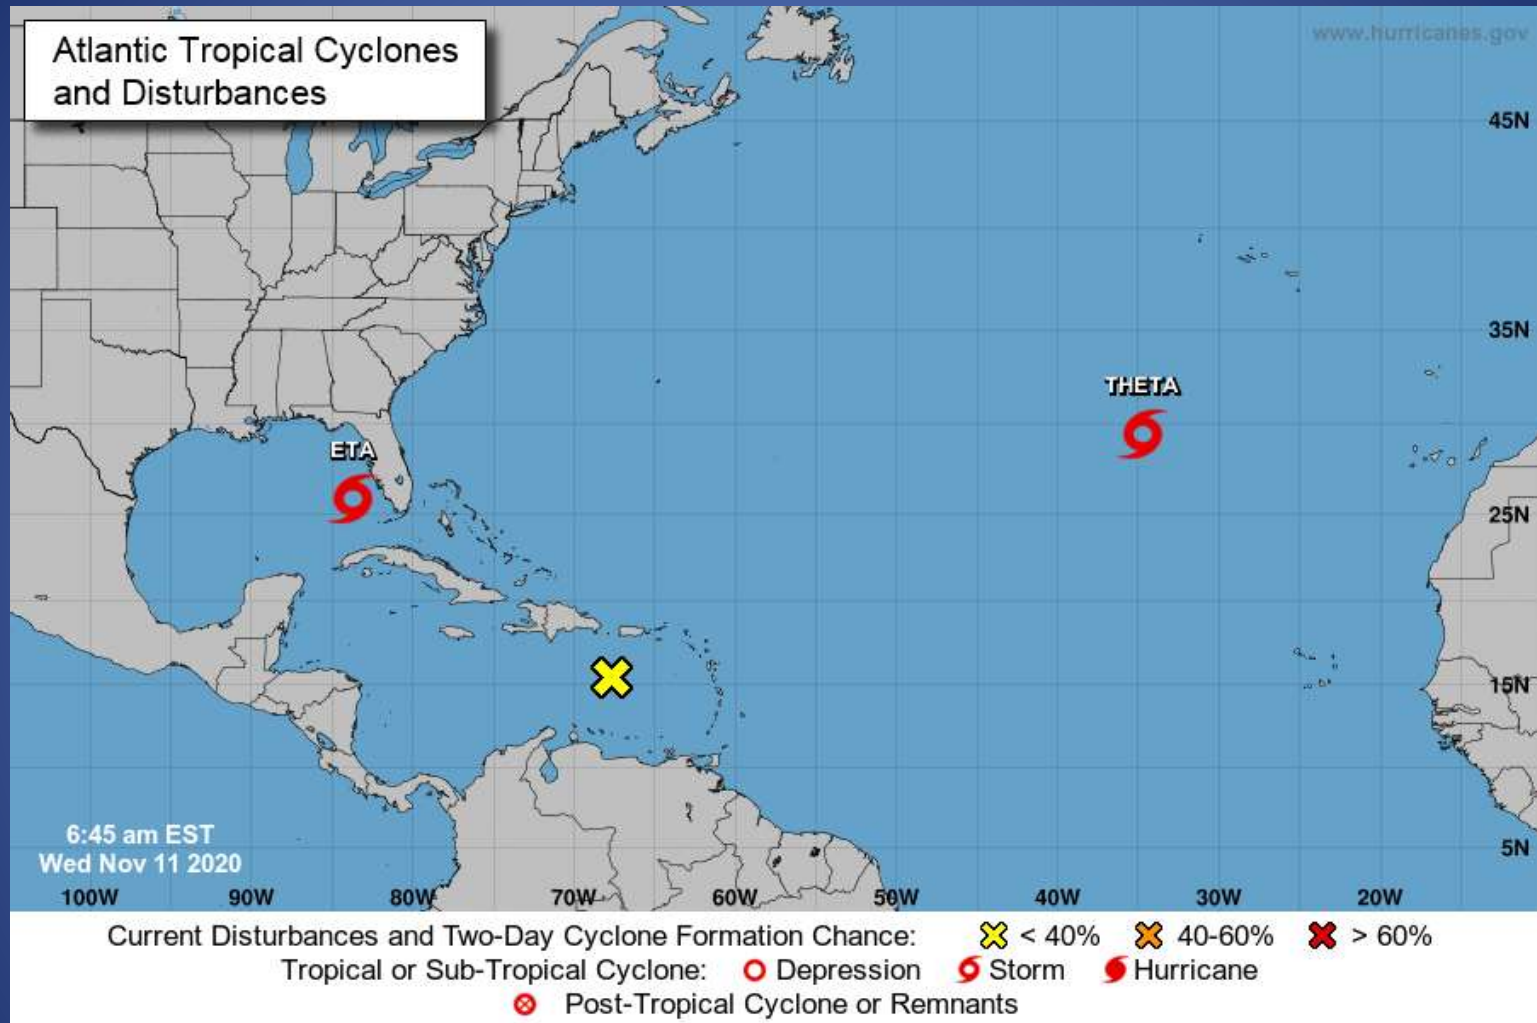 Atlantic Tropical Cyclones
and Disturbances
www.hurricanes.gov
45N
35N
THETA
ETA
25N
15N
6:45 am EST
Wed Nov 11 2020
5N
100W 90W 80W 70W 60W 50W 40W 30W 20W
Current Disturbances and Two-Day Cyclone Formation Chance: < 40% 40-60% > 60%
Tropical or Sub-Tropical Cyclone: Depression Storm Hurricane
Post-Tropical Cyclone or Remnants